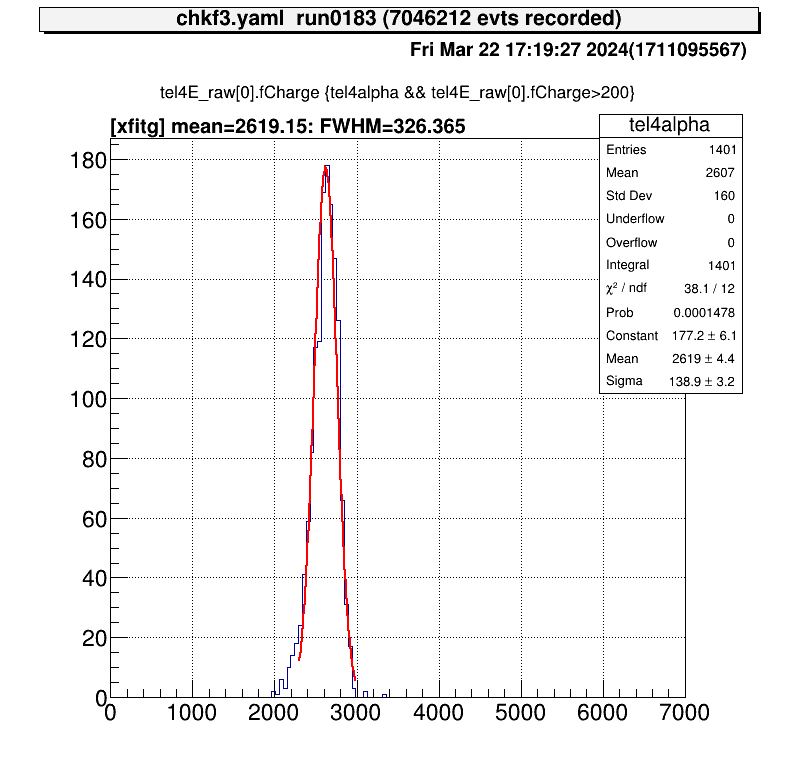 chkf3.yaml  run0183 (7046212 evts recorded)
Fri Mar 22 17:19:27 2024(1711095567)
tel4E_raw[0].fCharge {tel4alpha && tel4E_raw[0].fCharge>200}
[xfitg] mean=2619.15: FWHM=326.365
tel4alpha
Entries 1401
Mean 2607
Std Dev 160
Underflow 0
Overflow 0
Integral 1401
χ² / ndf 38.1 / 12
Prob 0.0001478
Constant 177.2 ± 6.1
Mean 2619 ± 4.4
Sigma 138.9 ± 3.2
180
160
140
120
100
80
60
40
20
0
0 1000 2000 3000 4000 5000 6000 7000